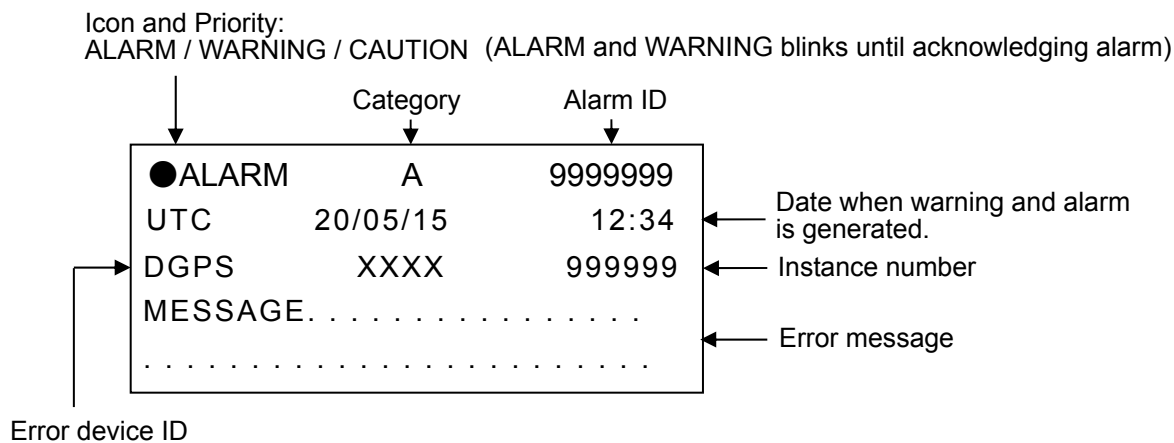 Icon and Priority:
ALARM / WARNING / CAUTION (ALARM and WARNING blinks until acknowledging alarm)
Category Alarm ID
●ALARM A 9999999
UTC 20/05/15 12:34
Date when warning and alarm
is generated.
DGPS XXXX 999999
Instance number
MESSAGE. . . . . . . . . . . . . . . .
Error message
. . . . . . . . . . . . . . . . . . . . . . . .
Error device ID